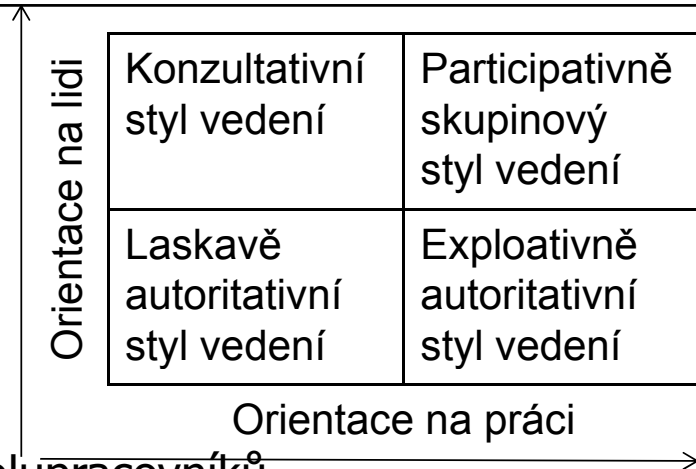 Orientace na lidi
Konzultativní
styl vedení
Participativně
skupinový
styl vedení
Laskavě
autoritativní
styl vedení
Exploativně
autoritativní
styl vedení
Orientace na práci